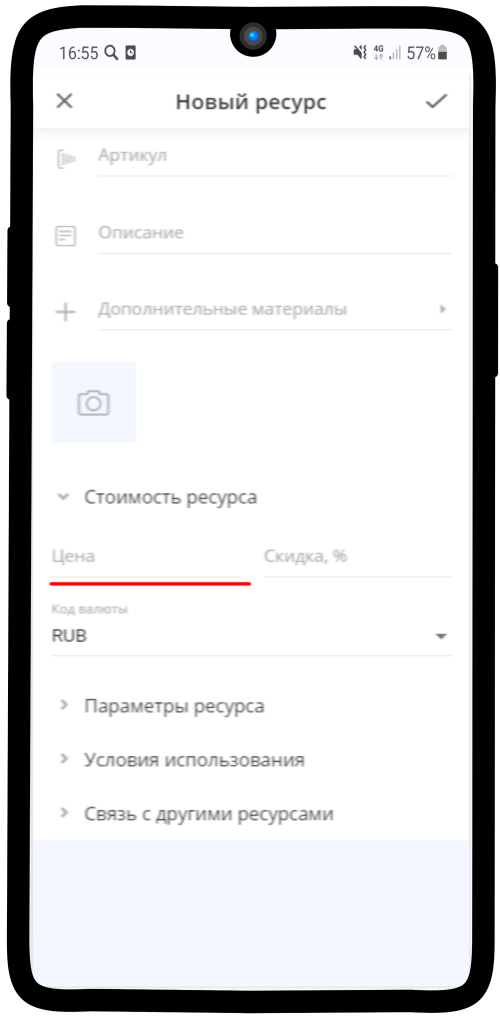 16:55 4G 57%
Новый ресурс
Артикул
Описание
Дополнительные материалы
Стоимость ресурса
Цена Скидка, %
Код валюты
RUB
Параметры ресурса
Условия использования
Связь с другими ресурсами